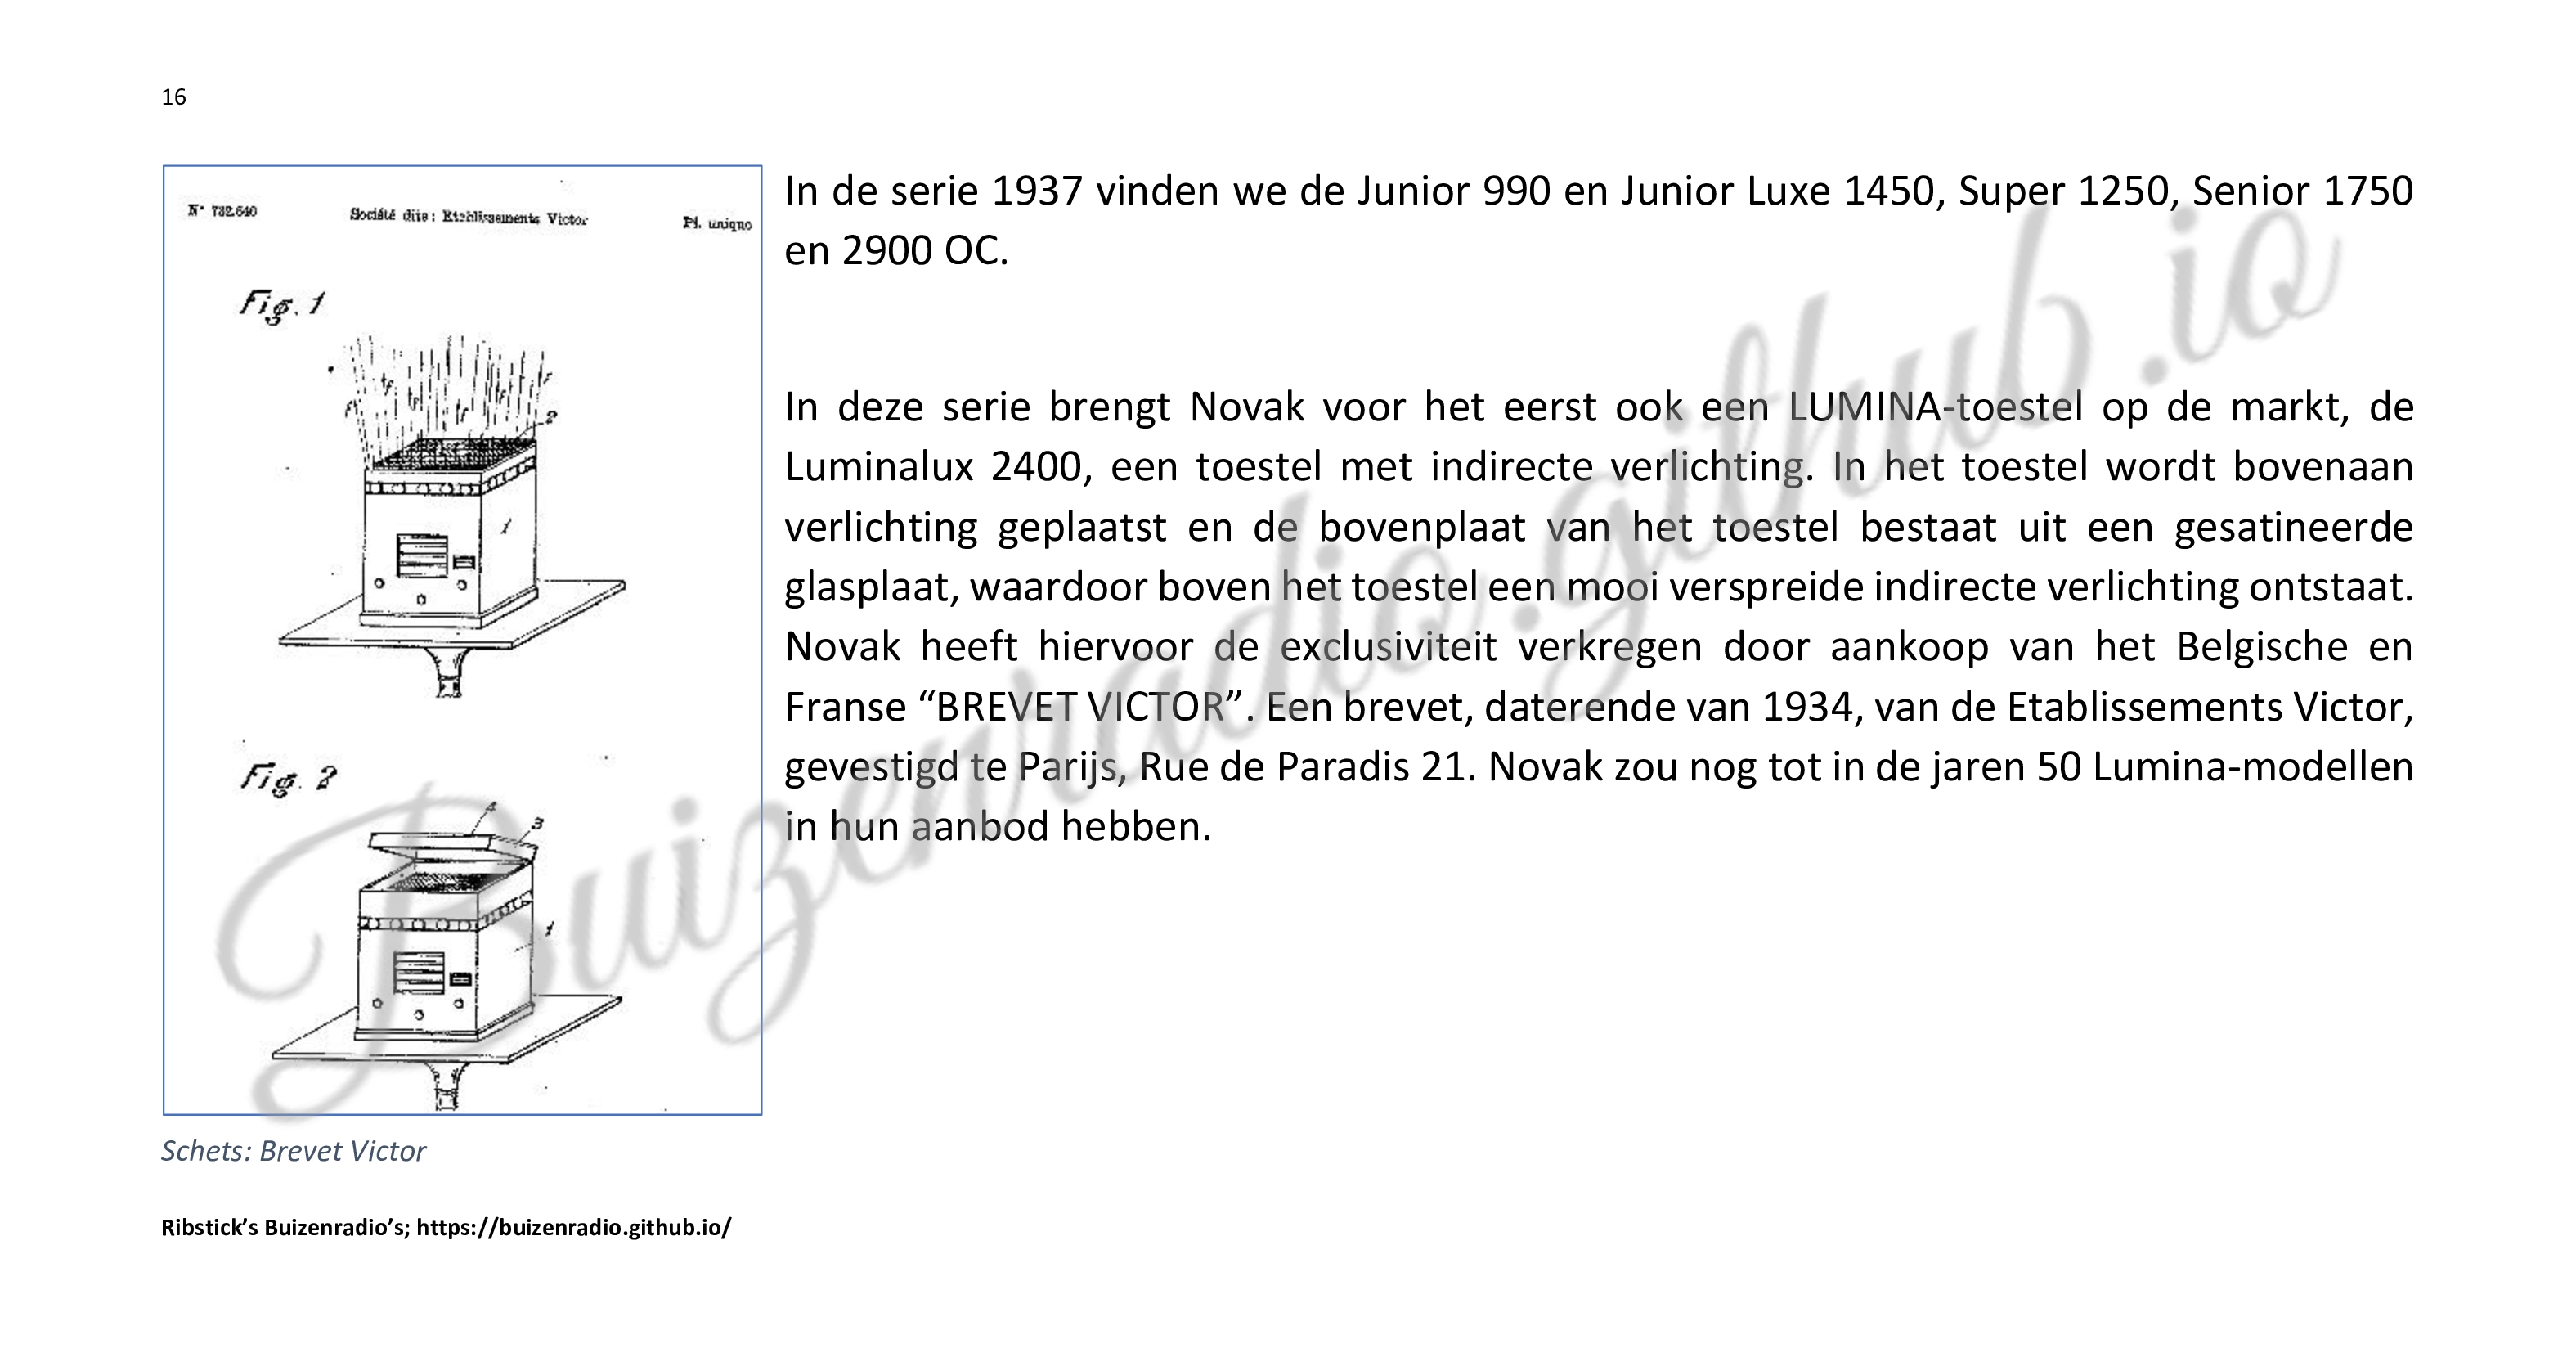 16
N° 732.640 Société dite: Etablissements Victor Pl. unique
Fig. 1
2
1
Fig. 2
4
3
1
Schets: Brevet Victor
In de serie 1937 vinden we de Junior 990 en Junior Luxe 1450, Super 1250, Senior 1750
en 2900 OC.
In deze serie brengt Novak voor het eerst ook een LUMINA-toestel op de markt, de
Luminalux 2400, een toestel met indirecte verlichting. In het toestel wordt bovenaan
verlichting geplaatst en de bovenplaat van het toestel bestaat uit een gesatineerde
glasplaat, waardoor boven het toestel een mooi verspreide indirecte verlichting ontstaat.
Novak heeft hiervoor de exclusiviteit verkregen door aankoop van het Belgische en
Franse “BREVET VICTOR”. Een brevet, daterende van 1934, van de Etablissements Victor,
gevestigd te Parijs, Rue de Paradis 21. Novak zou nog tot in de jaren 50 Lumina-modellen
in hun aanbod hebben.
Buizenradio.github.io
Ribstick’s Buizenradio’s; https://buizenradio.github.io/